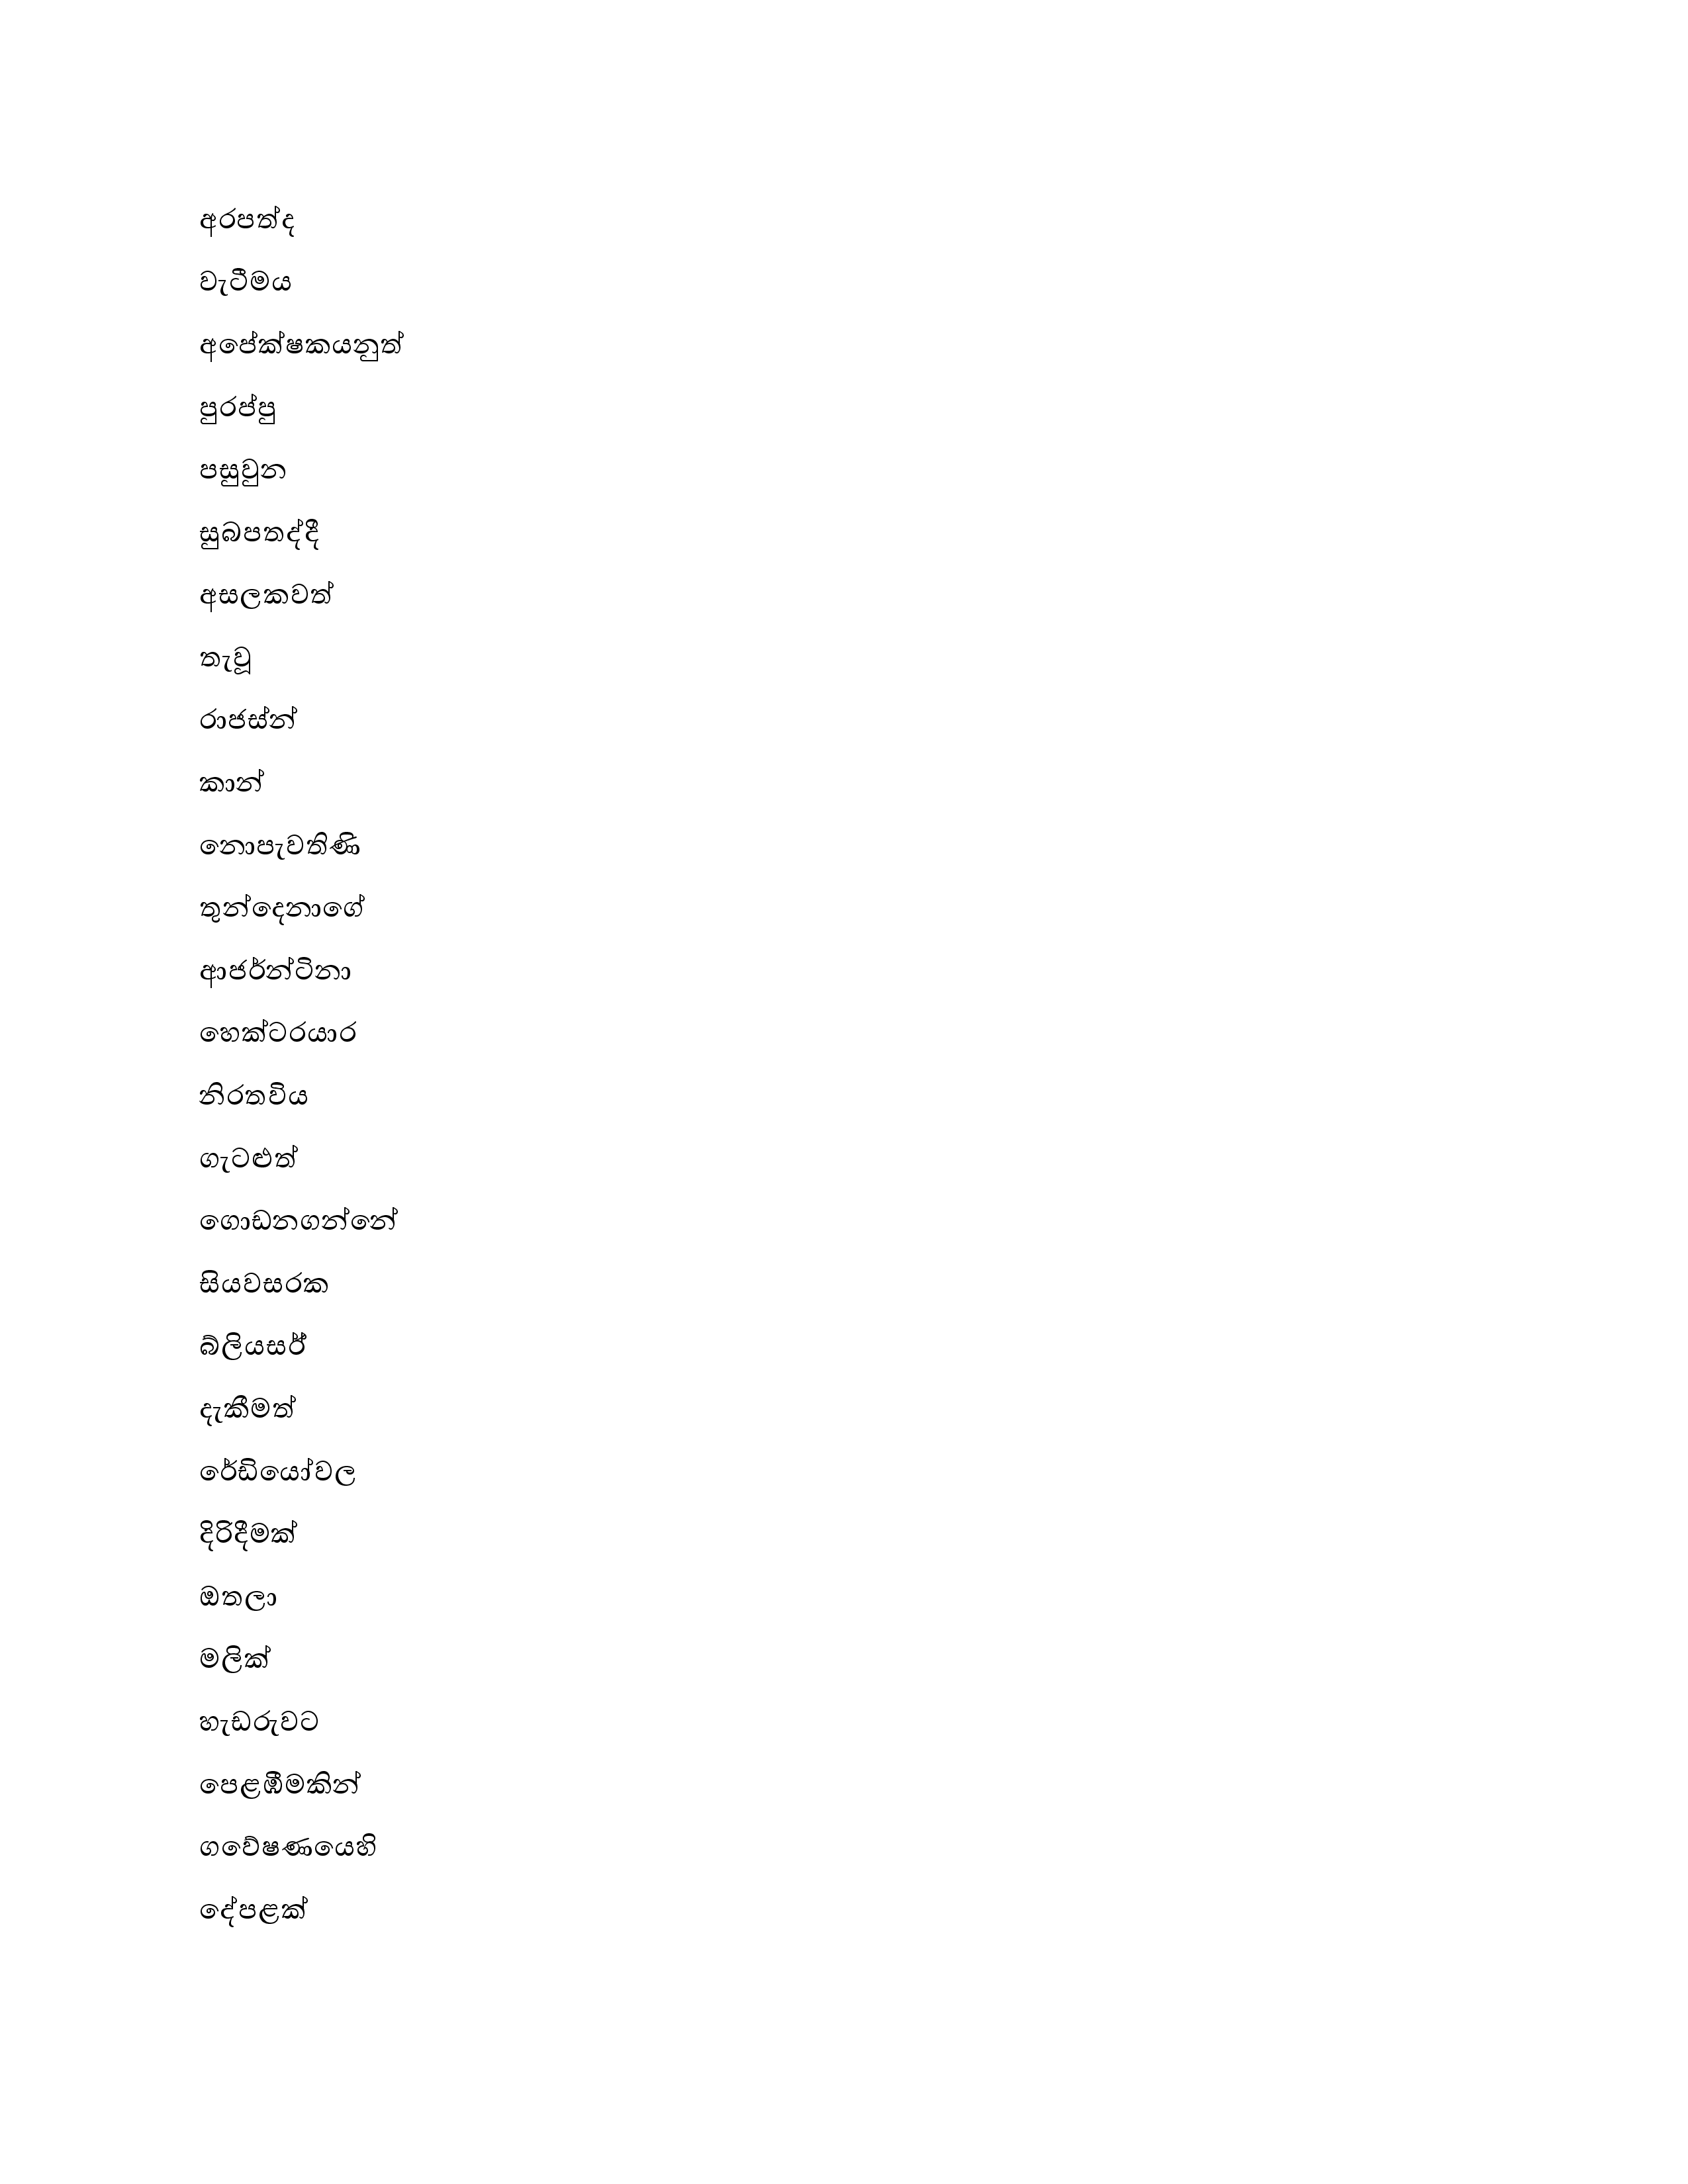 අරපත්ද
වැටීමය
අපේක්ෂකයනුත්
පුරප්පු
පසුවුන
සුබපතද්දී
අසලකවත්
තැවූ
රාජස්න්
කාන්
නොපැවතිණි
තුන්දෙනාගේ
ආජර්න්ටිනා
හෙක්ටරයාර
නිරතවිය
ගැටළුත්
ගොඩනගන්නේ
සියවසරක
බ්ලියසර්
දැකීමත්
රේඩියෝවල
දිරිදීමක්
ඔතලා
මලික්
හැඩරුවට
පෙළඹීමකින්
ගවේෂණයෙහි
දේපළක්